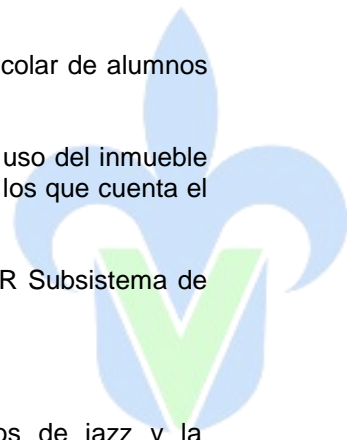 colar de alumnos
uso del inmueble
los que cuenta el
R Subsistema de
os de jazz y la